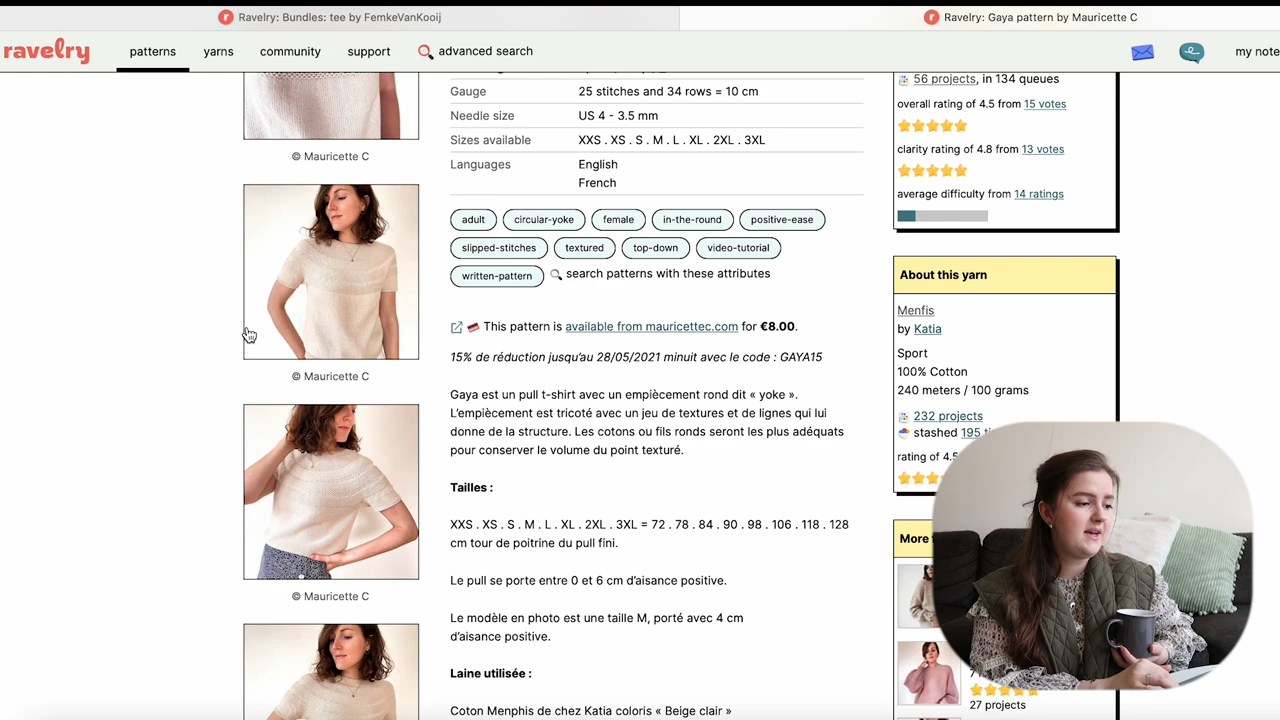 Ravelry: Bundles: tee by FemkeVanKooij
Ravelry: Gaya pattern by Mauricette C
ravelry
patterns
yarns
community
support
advanced search
my note
© Mauricette C
© Mauricette C
© Mauricette C
Gauge 25 stitches and 34 rows = 10 cm
Needle size US 4 - 3.5 mm
Sizes available XXS . XS . S . M . L . XL . 2XL . 3XL
Languages English
French
adult circular-yoke female in-the-round positive-ease
slipped-stitches textured top-down video-tutorial
written-pattern search patterns with these attributes
This pattern is available from mauricettec.com for €8.00.
15% de réduction jusqu'au 28/05/2021 minuit avec le code : GAYA15
Gaya est un pull t-shirt avec un empiècement rond dit « yoke ».
L'empiècement est tricoté avec un jeu de textures et de lignes qui lui
donne de la structure. Les cotons ou fils ronds seront les plus adéquats
pour conserver le volume du point texturé.
Tailles :
XXS . XS . S . M . L . XL . 2XL . 3XL = 72 . 78 . 84 . 90 . 98 . 106 . 118 . 128
cm tour de poitrine du pull fini.
Le pull se porte entre 0 et 6 cm d'aisance positive.
Le modèle en photo est une taille M, porté avec 4 cm
d'aisance positive.
Laine utilisée :
Coton Menphis de chez Katia coloris « Beige clair »
56 projects, in 134 queues
overall rating of 4.5 from 15 votes
clarity rating of 4.8 from 13 votes
average difficulty from 14 ratings
About this yarn
Menfis
by Katia
Sport
100% Cotton
240 meters / 100 grams
232 projects
stashed 195 ti
rating of 4.5
More
27 projects